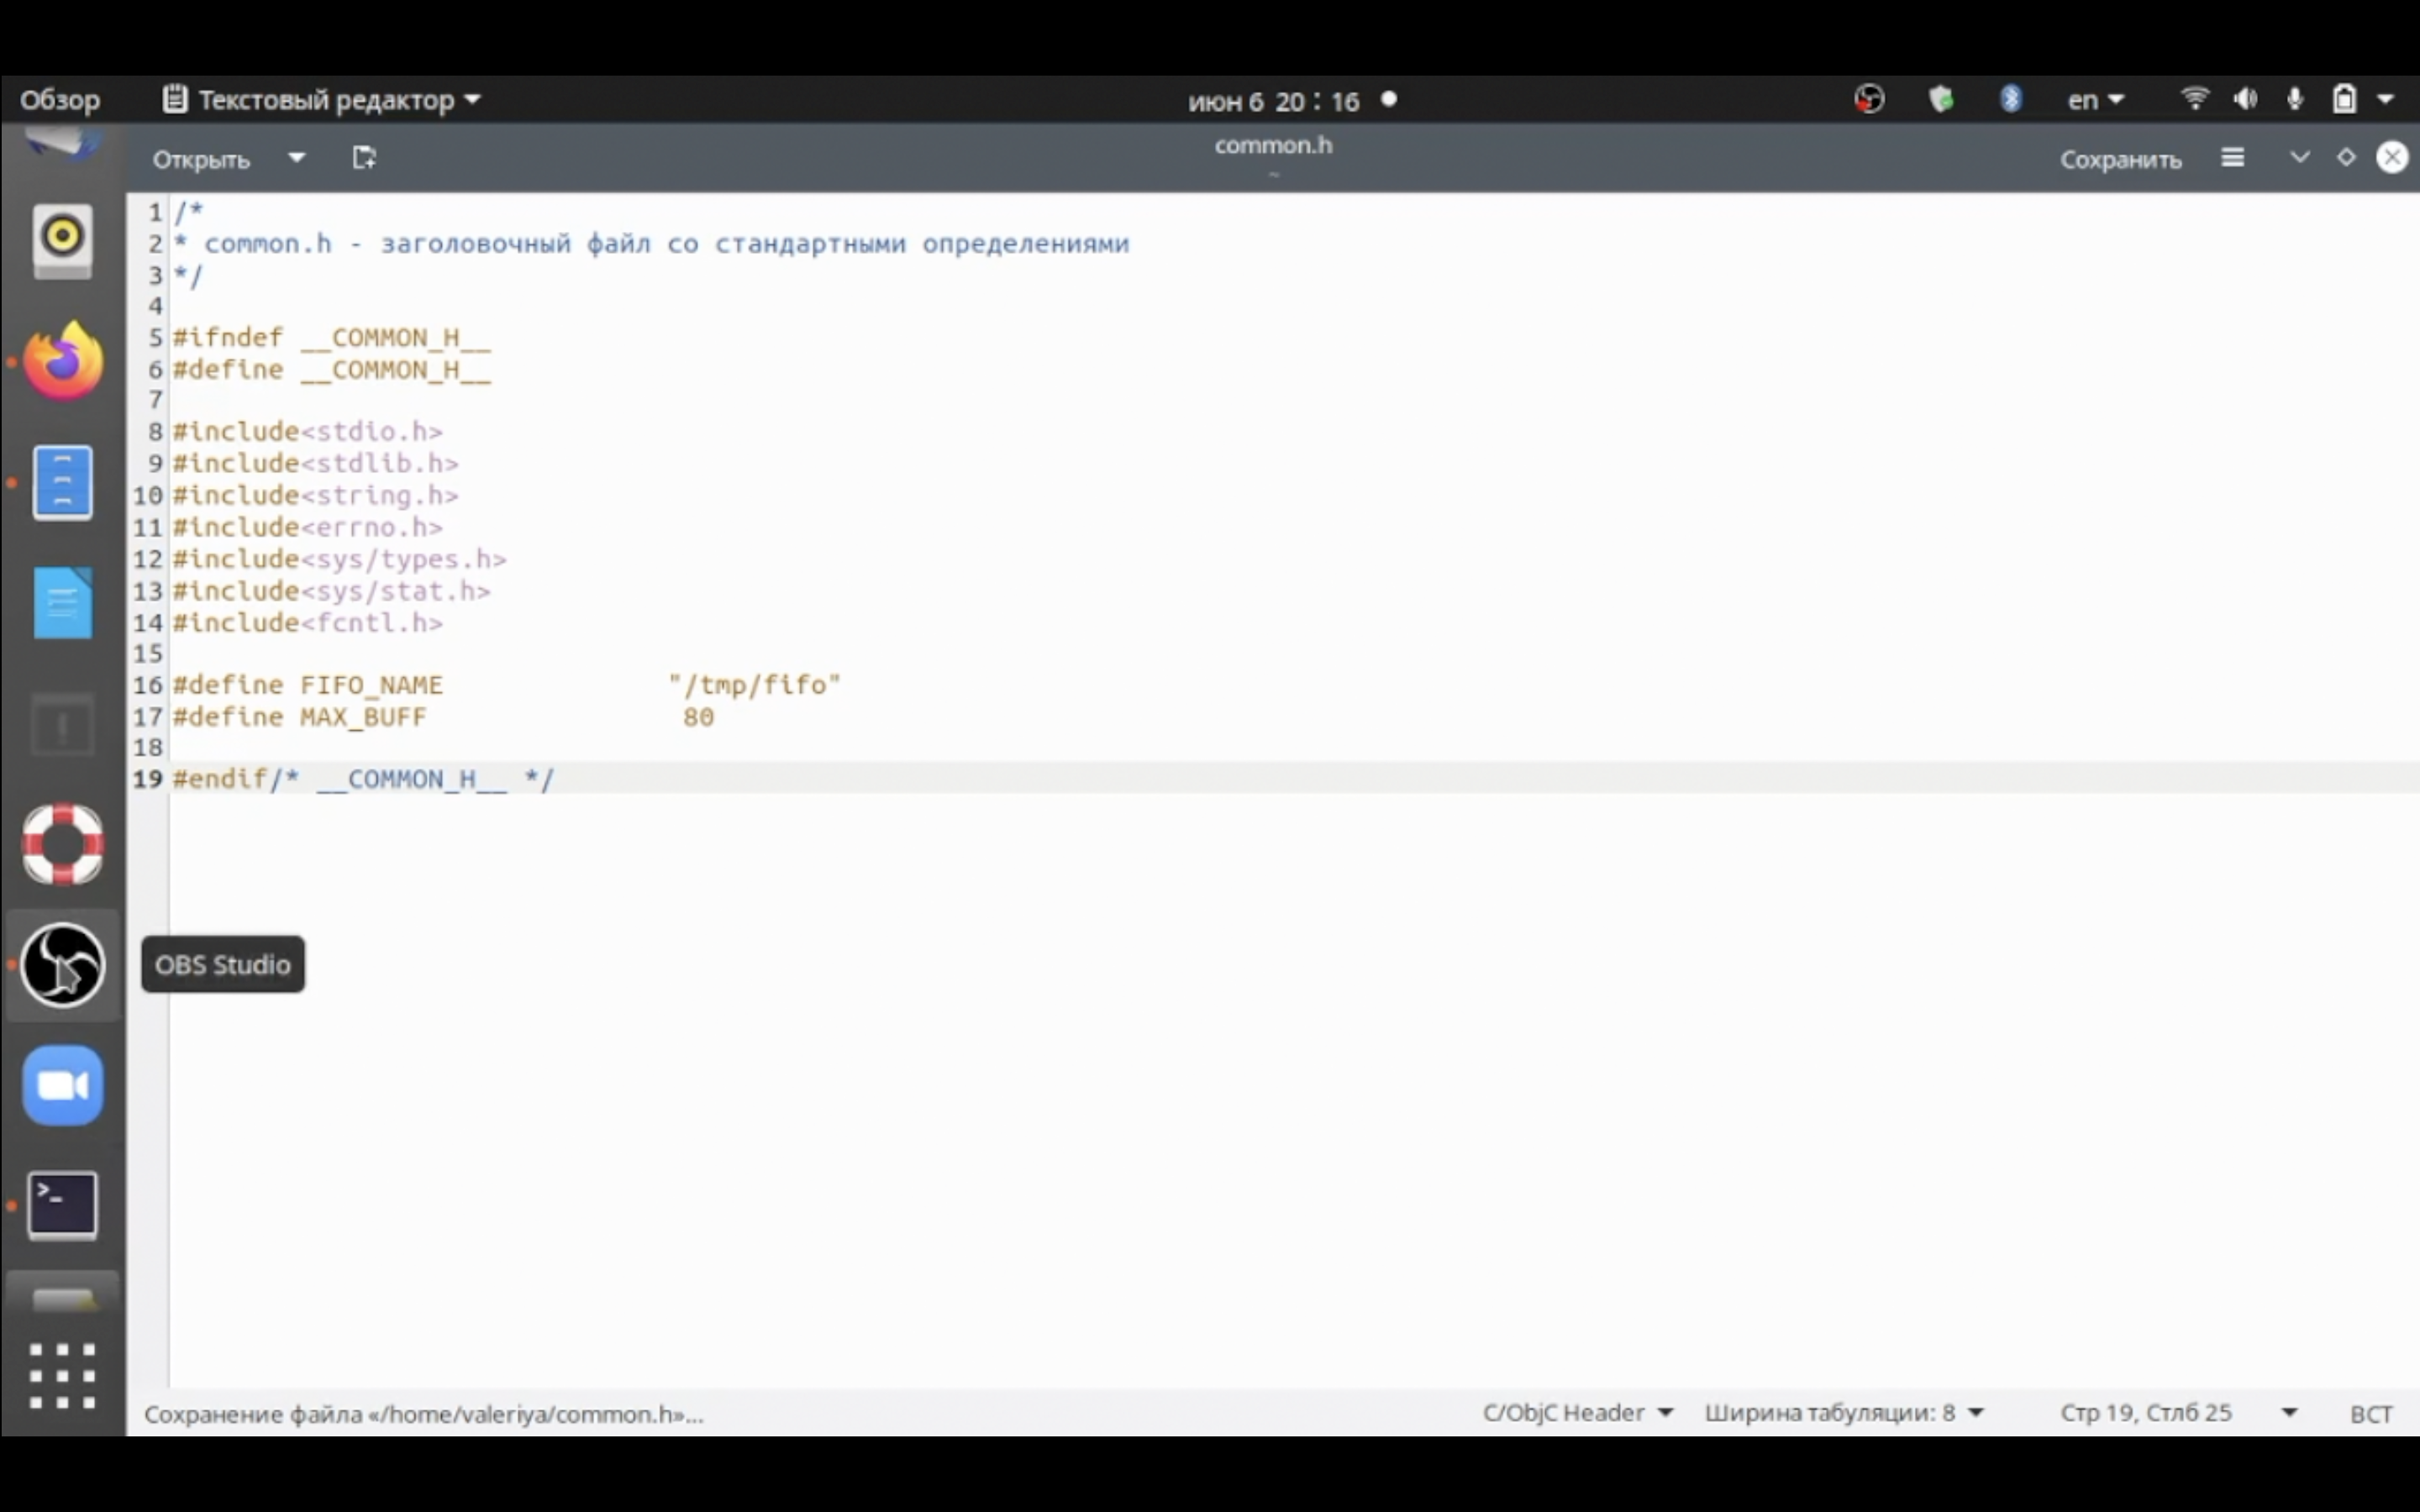 Обзор Текстовый редактор июн 6 20 : 16 en
Открыть common.h Сохранить
~
1 /*
2 * common.h - заголовочный файл со стандартными определениями
3 */
4
5 #ifndef __COMMON_H__
6 #define __COMMON_H__
7
8 #include<stdio.h>
9 #include<stdlib.h>
10 #include<string.h>
11 #include<errno.h>
12 #include<sys/types.h>
13 #include<sys/stat.h>
14 #include<fcntl.h>
15
16 #define FIFO_NAME "/tmp/fifo"
17 #define MAX_BUFF 80
18
19 #endif/* __COMMON_H__ */
OBS Studio
>_
Сохранение файла «/home/valeriya/common.h»... C/ObjC Header Ширина табуляции: 8 Стр 19, Стлб 25 ВСТ